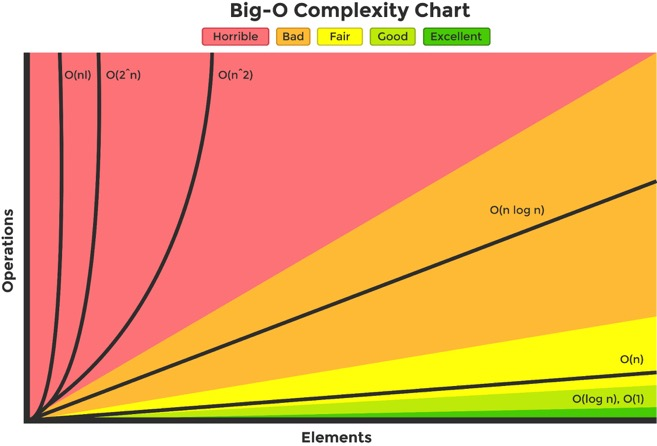 Big-O Complexity Chart
Horrible Bad Fair Good Excellent
O(n!) O(2^n) O(n^2)
O(n log n)
O(n)
O(log n), O(1)
Operations
Elements